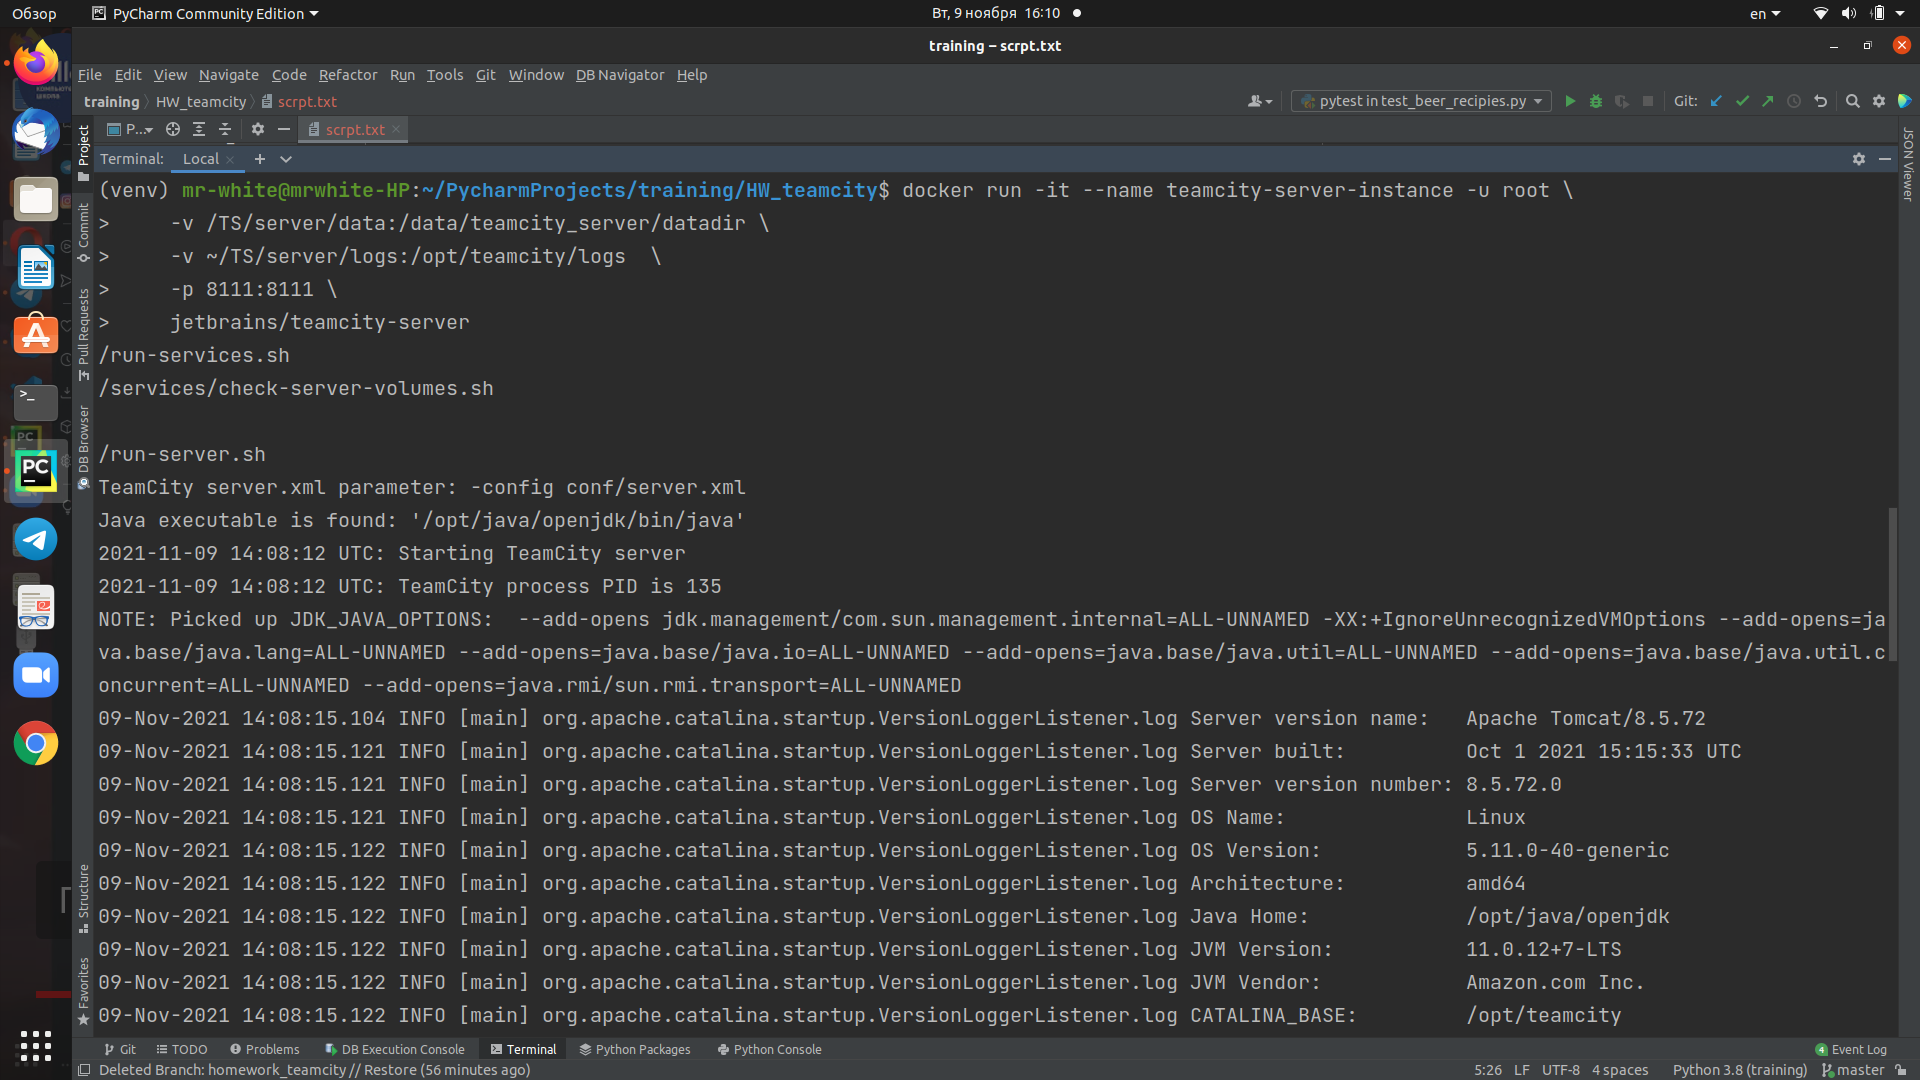 Обзор PyCharm Community Edition Вт, 9 ноября 16:10 en
training – scrpt.txt
File Edit View Navigate Code Refactor Run Tools Git Window DB Navigator Help
training HW_teamcity scrpt.txt pytest in test_beer_recipies.py Git:
P... scrpt.txt
Terminal: Local
(venv) mr-white@mrwhite-HP:~/PycharmProjects/training/HW_teamcity$ docker run -it --name teamcity-server-instance -u root \
> -v /TS/server/data:/data/teamcity_server/datadir \
> -v ~/TS/server/logs:/opt/teamcity/logs \
> -p 8111:8111 \
> jetbrains/teamcity-server
/run-services.sh
/services/check-server-volumes.sh
/run-server.sh
TeamCity server.xml parameter: -config conf/server.xml
Java executable is found: '/opt/java/openjdk/bin/java'
2021-11-09 14:08:12 UTC: Starting TeamCity server
2021-11-09 14:08:12 UTC: TeamCity process PID is 135
NOTE: Picked up JDK_JAVA_OPTIONS: --add-opens jdk.management/com.sun.management.internal=ALL-UNNAMED -XX:+IgnoreUnrecognizedVMOptions --add-opens=ja
va.base/java.lang=ALL-UNNAMED --add-opens=java.base/java.io=ALL-UNNAMED --add-opens=java.base/java.util=ALL-UNNAMED --add-opens=java.base/java.util.c
oncurrent=ALL-UNNAMED --add-opens=java.rmi/sun.rmi.transport=ALL-UNNAMED
09-Nov-2021 14:08:15.104 INFO [main] org.apache.catalina.startup.VersionLoggerListener.log Server version name: Apache Tomcat/8.5.72
09-Nov-2021 14:08:15.121 INFO [main] org.apache.catalina.startup.VersionLoggerListener.log Server built: Oct 1 2021 15:15:33 UTC
09-Nov-2021 14:08:15.121 INFO [main] org.apache.catalina.startup.VersionLoggerListener.log Server version number: 8.5.72.0
09-Nov-2021 14:08:15.121 INFO [main] org.apache.catalina.startup.VersionLoggerListener.log OS Name: Linux
09-Nov-2021 14:08:15.122 INFO [main] org.apache.catalina.startup.VersionLoggerListener.log OS Version: 5.11.0-40-generic
09-Nov-2021 14:08:15.122 INFO [main] org.apache.catalina.startup.VersionLoggerListener.log Architecture: amd64
09-Nov-2021 14:08:15.122 INFO [main] org.apache.catalina.startup.VersionLoggerListener.log Java Home: /opt/java/openjdk
09-Nov-2021 14:08:15.122 INFO [main] org.apache.catalina.startup.VersionLoggerListener.log JVM Version: 11.0.12+7-LTS
09-Nov-2021 14:08:15.122 INFO [main] org.apache.catalina.startup.VersionLoggerListener.log JVM Vendor: Amazon.com Inc.
09-Nov-2021 14:08:15.122 INFO [main] org.apache.catalina.startup.VersionLoggerListener.log CATALINA_BASE: /opt/teamcity
Project
Commit
Pull Requests
DB Browser
Structure
Favorites
JSON Viewer
Git TODO Problems DB Execution Console Terminal Python Packages Python Console 4 Event Log
Deleted Branch: homework_teamcity // Restore (56 minutes ago) 5:26 LF UTF-8 4 spaces Python 3.8 (training) master